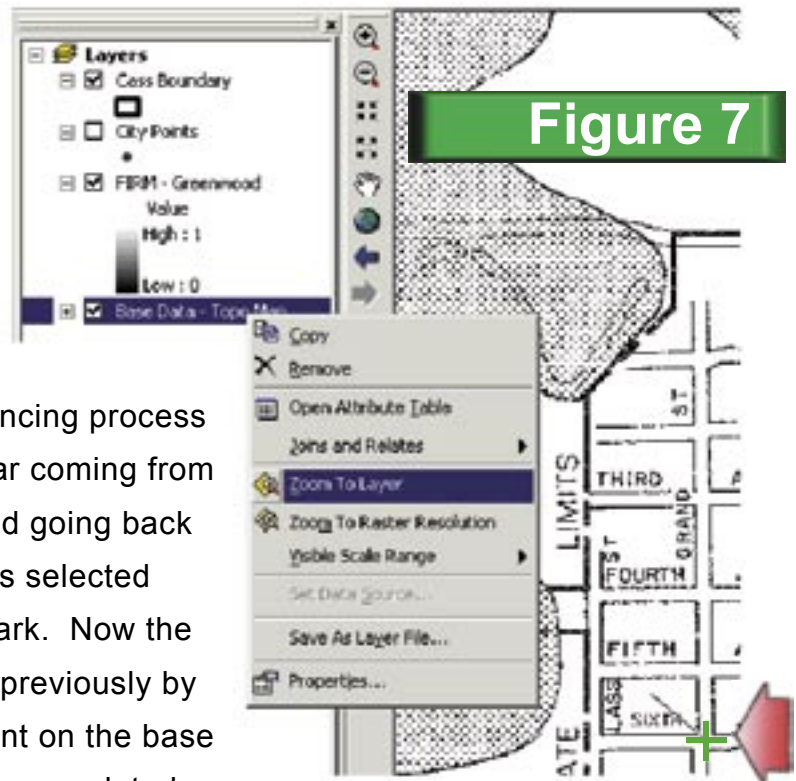 Layers
Cass Boundary
City Points
FIRM - Greenwood
Value
High : 1
Low : 0
Base Data - Topo Map
Figure 7
Copy
Remove
Open Attribute Table
Joins and Relates
Zoom To Layer
Zoom To Raster Resolution
Visible Scale Range
Set Data Source...
Save As Layer File...
Properties...
LIMITS
ST
THIRD
GRAND
ST
FOURTH
FIFTH
LASS
SIXTH
ATE
ncing process
ar coming from
d going back
s selected
ark. Now the
previously by
nt on the base